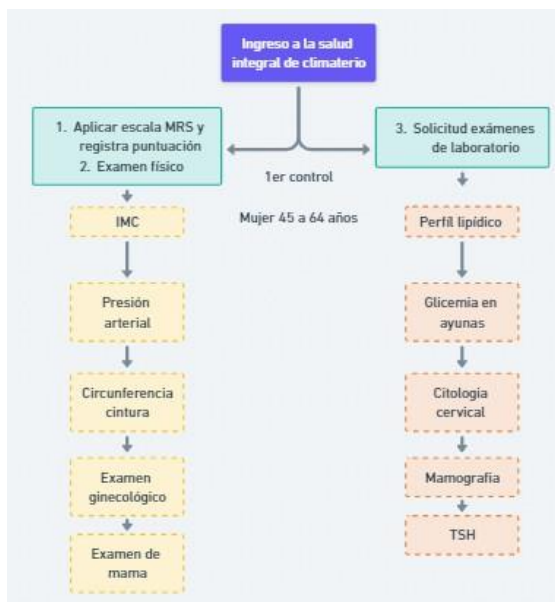 Ingreso a la salud
integral de climaterio
1. Aplicar escala MRS y
registra puntuación
2. Examen físico
3. Solicitud exámenes
de laboratorio
1er control
Mujer 45 a 64 años
IMC
Presión
arterial
Circunferencia
cintura
Examen
ginecológico
Examen de
mama
Perfil lipídico
Glicemia en
ayunas
Citologia
cervical
Mamografia
TSH